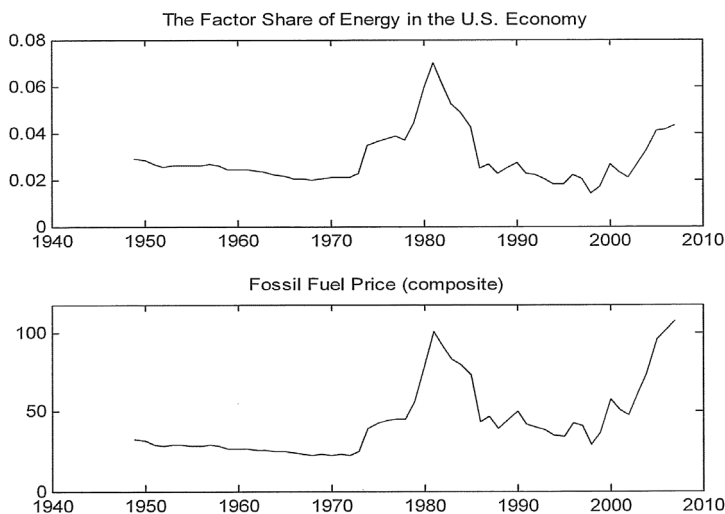 The Factor Share of Energy in the U.S. Economy
0.08
0.06
0.04
0.02
0
1940 1950 1960 1970 1980 1990 2000 2010
Fossil Fuel Price (composite)
100
50
0
1940 1950 1960 1970 1980 1990 2000 2010